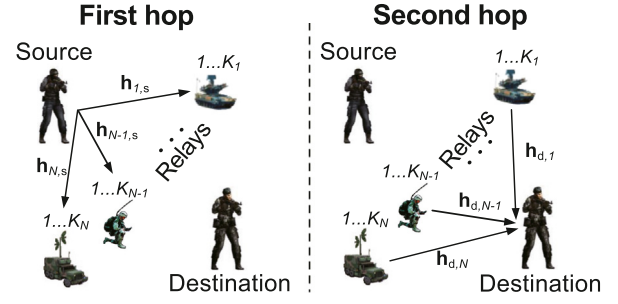 First hop
Source
1...K1
h1,s
hN-1,s
hN,s
... Relays
1...KN-1
1...KN
Destination
Second hop
Source
1...K1
Relays ...
hd,1
1...KN-1
hd,N-1
1...KN
hd,N
Destination